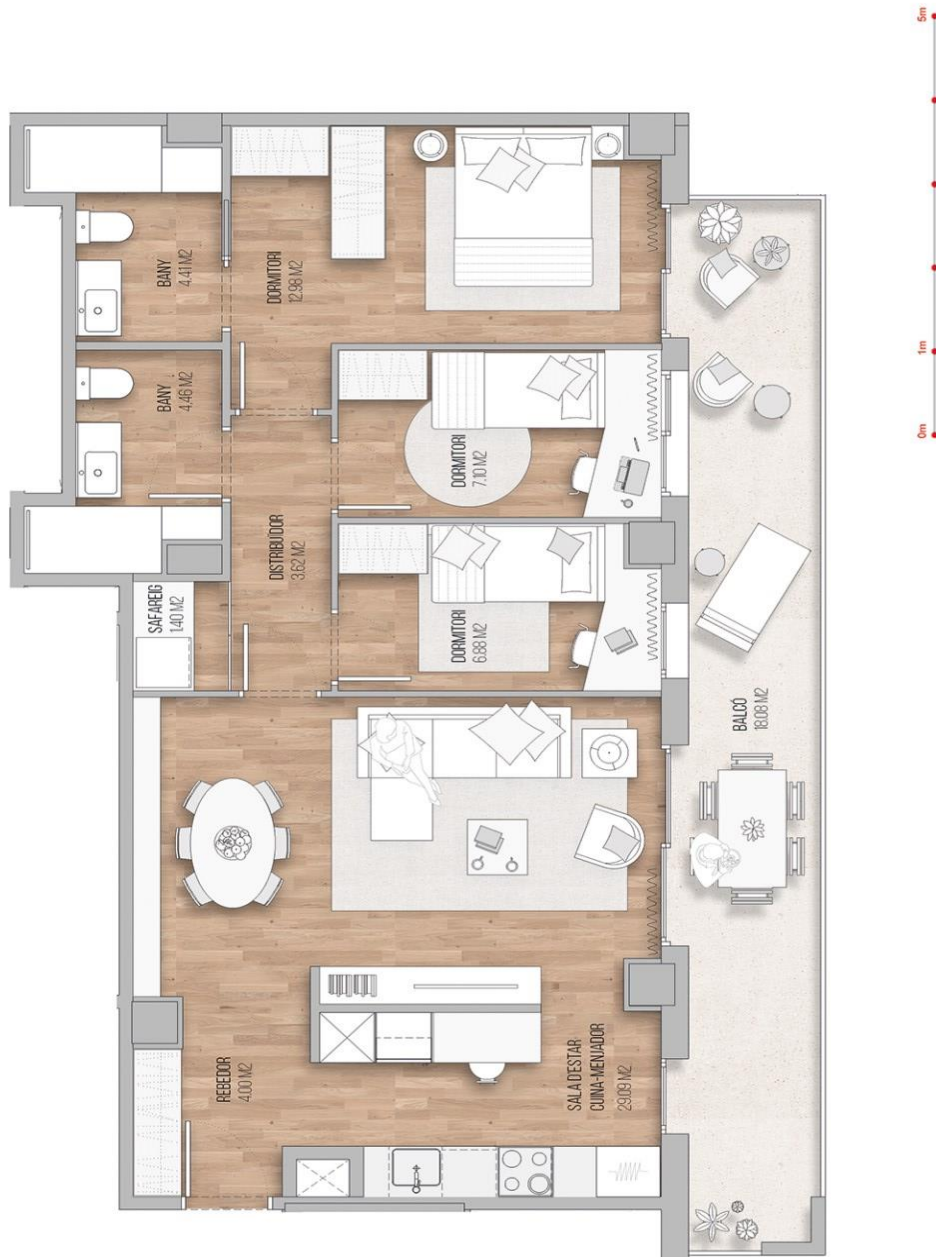 5m
1m
0m
BANY
4.41 M2
DORMITORI
12.98 M2
BANY
4.46 M2
DORMITORI
7.10 M2
DISTRIBUÏDOR
3.62 M2
SAFAREIG
1.40 M2
DORMITORI
6.88 M2
BALCÓ
18.08 M2
REBEDOR
4.00 M2
SALA D'ESTAR
CUINA-MENJADOR
29.09 M2